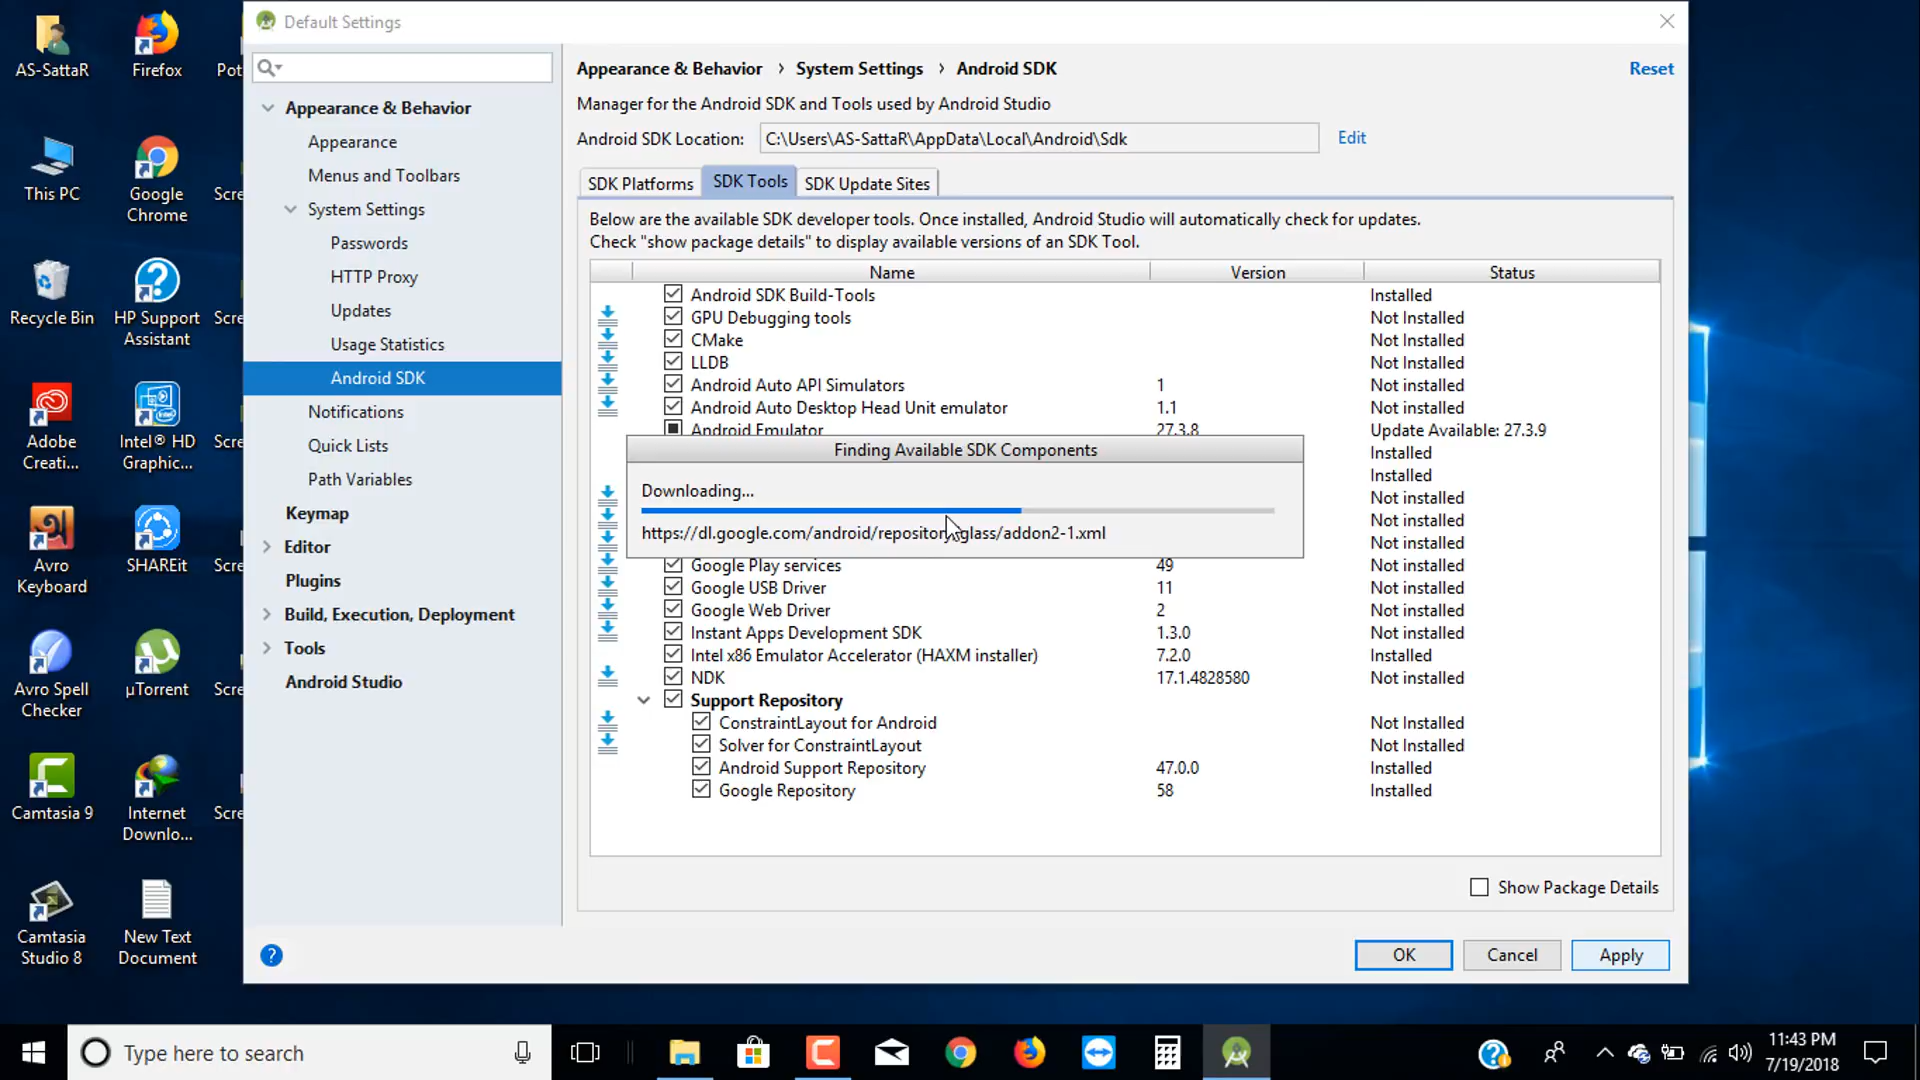 AS-SattaR
Firefox
Pot
This PC
Google Chrome
Scre
Recycle Bin
HP Support Assistant
Scre
Adobe Creati...
Intel® HD Graphic...
Scre
Avro Keyboard
SHAREit
Scre
Avro Spell Checker
µTorrent
Scre
Camtasia 9
Internet Downlo...
Scre
Camtasia Studio 8
New Text Document
Default Settings
Appearance & Behavior
Appearance
Menus and Toolbars
System Settings
Passwords
HTTP Proxy
Updates
Usage Statistics
Android SDK
Notifications
Quick Lists
Path Variables
Keymap
Editor
Plugins
Build, Execution, Deployment
Tools
Android Studio
Appearance & Behavior › System Settings › Android SDK
Reset
Manager for the Android SDK and Tools used by Android Studio
Android SDK Location: C:\Users\AS-SattaR\AppData\Local\Android\Sdk Edit
SDK Platforms SDK Tools SDK Update Sites
Below are the available SDK developer tools. Once installed, Android Studio will automatically check for updates.
Check "show package details" to display available versions of an SDK Tool.
Name Version Status
Android SDK Build-Tools Installed
GPU Debugging tools Not Installed
CMake Not Installed
LLDB Not Installed
Android Auto API Simulators 1 Not installed
Android Auto Desktop Head Unit emulator 1.1 Not installed
Android Emulator 27.3.8 Update Available: 27.3.9
Installed
Installed
Not installed
Not installed
Not installed
Finding Available SDK Components
Downloading...
https://dl.google.com/android/repository/glass/addon2-1.xml
Google Play services 49 Not installed
Google USB Driver 11 Not installed
Google Web Driver 2 Not installed
Instant Apps Development SDK 1.3.0 Not installed
Intel x86 Emulator Accelerator (HAXM installer) 7.2.0 Installed
NDK 17.1.4828580 Not installed
Support Repository
ConstraintLayout for Android Not Installed
Solver for ConstraintLayout Not Installed
Android Support Repository 47.0.0 Installed
Google Repository 58 Installed
Show Package Details
OK Cancel Apply
Type here to search
11:43 PM
7/19/2018